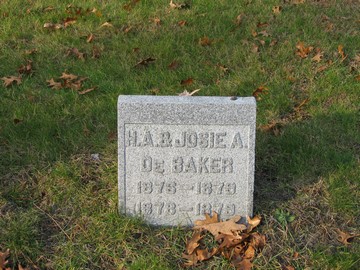 H.A. & JOSIE A.
DE BAKER
1876-1879
1878-1879